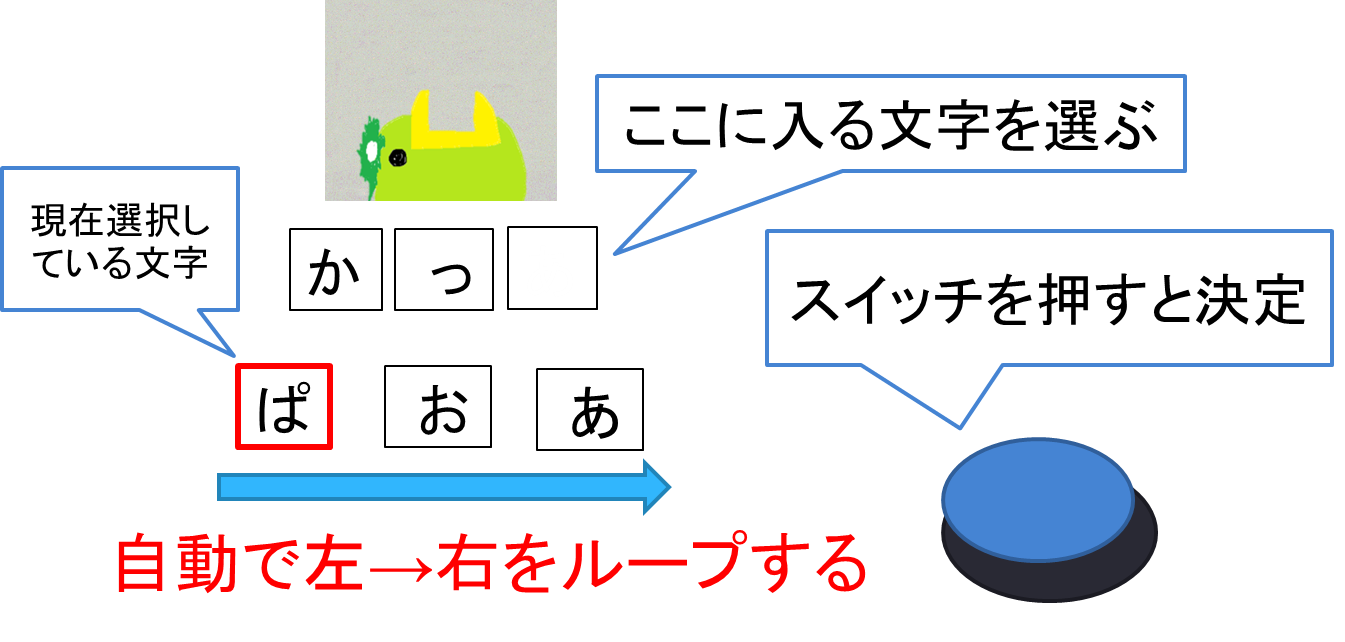 ここに入る文字を選ぶ
現在選択し
ている文字
か っ
スイッチを押すと決定
ぱ お あ
自動で左→右をループする